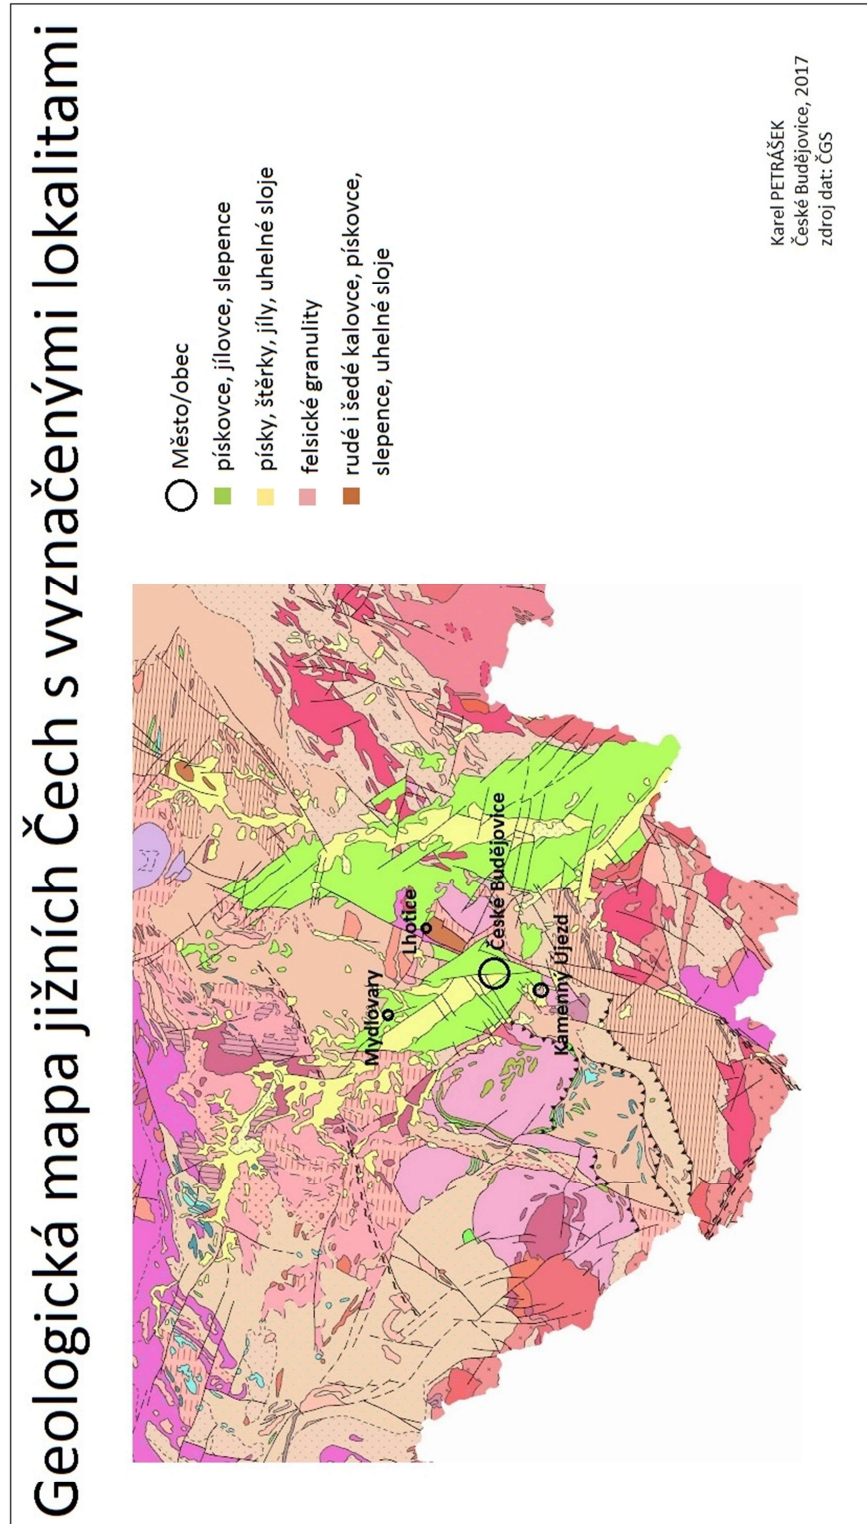 Geologická mapa jižních Čech s vyznačenými lokalitami
Město/obec
pískovce, jílovce, slepence
písky, štěrky, jíly, uhelné sloje
felsické granulity
rudé i šedé kalovce, pískovce,
slepence, uhelné sloje
Mydlovary
Lhotice
České Budějovice
Kamenný Újezd
Karel PETRÁŠEK
České Budějovice, 2017
zdroj dat: ČGS